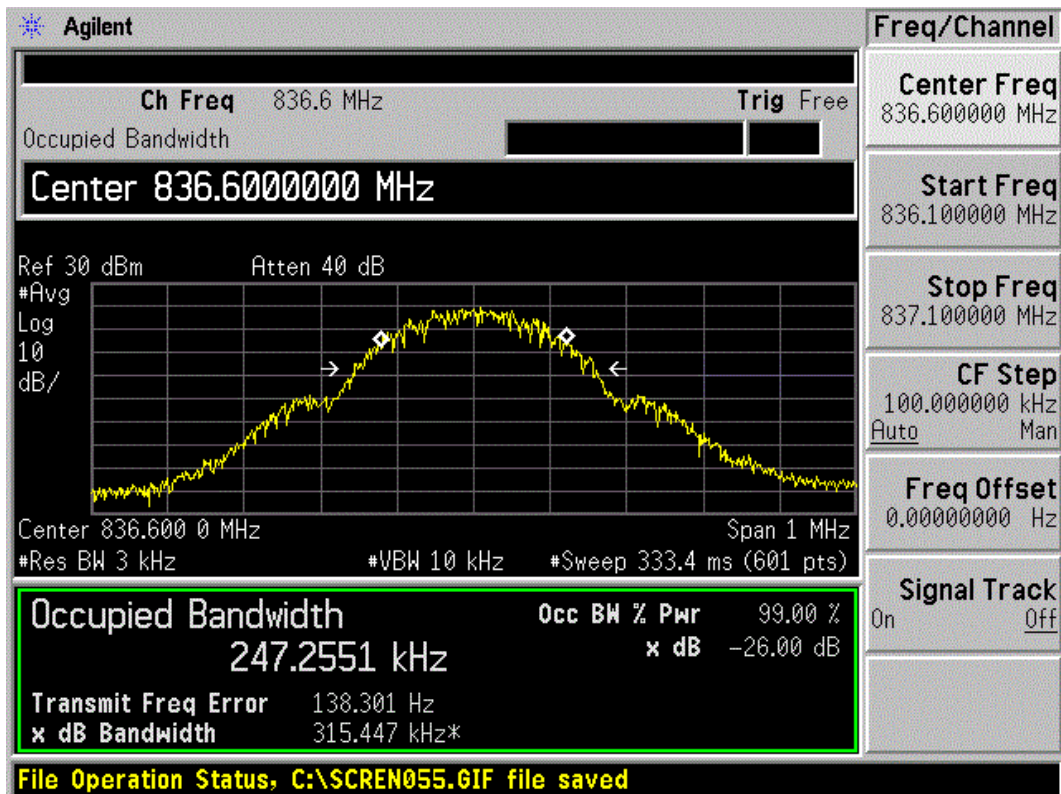 Agilent
Freq/Channel
Ch Freq 836.6 MHz Trig Free
Occupied Bandwidth
Center 836.6000000 MHz
Ref 30 dBm Atten 40 dB
#Avg
Log
10
dB/
Center 836.600 0 MHz Span 1 MHz
#Res BW 3 kHz #VBW 10 kHz #Sweep 333.4 ms (601 pts)
Occupied Bandwidth Occ BW % Pwr 99.00 %
247.2551 kHz x dB -26.00 dB
Transmit Freq Error 138.301 Hz
x dB Bandwidth 315.447 kHz*
File Operation Status, C:\SCREN055.GIF file saved
Center Freq
836.600000 MHz
Start Freq
836.100000 MHz
Stop Freq
837.100000 MHz
CF Step
100.000000 kHz
Auto Man
Freq Offset
0.00000000 Hz
Signal Track
On Off